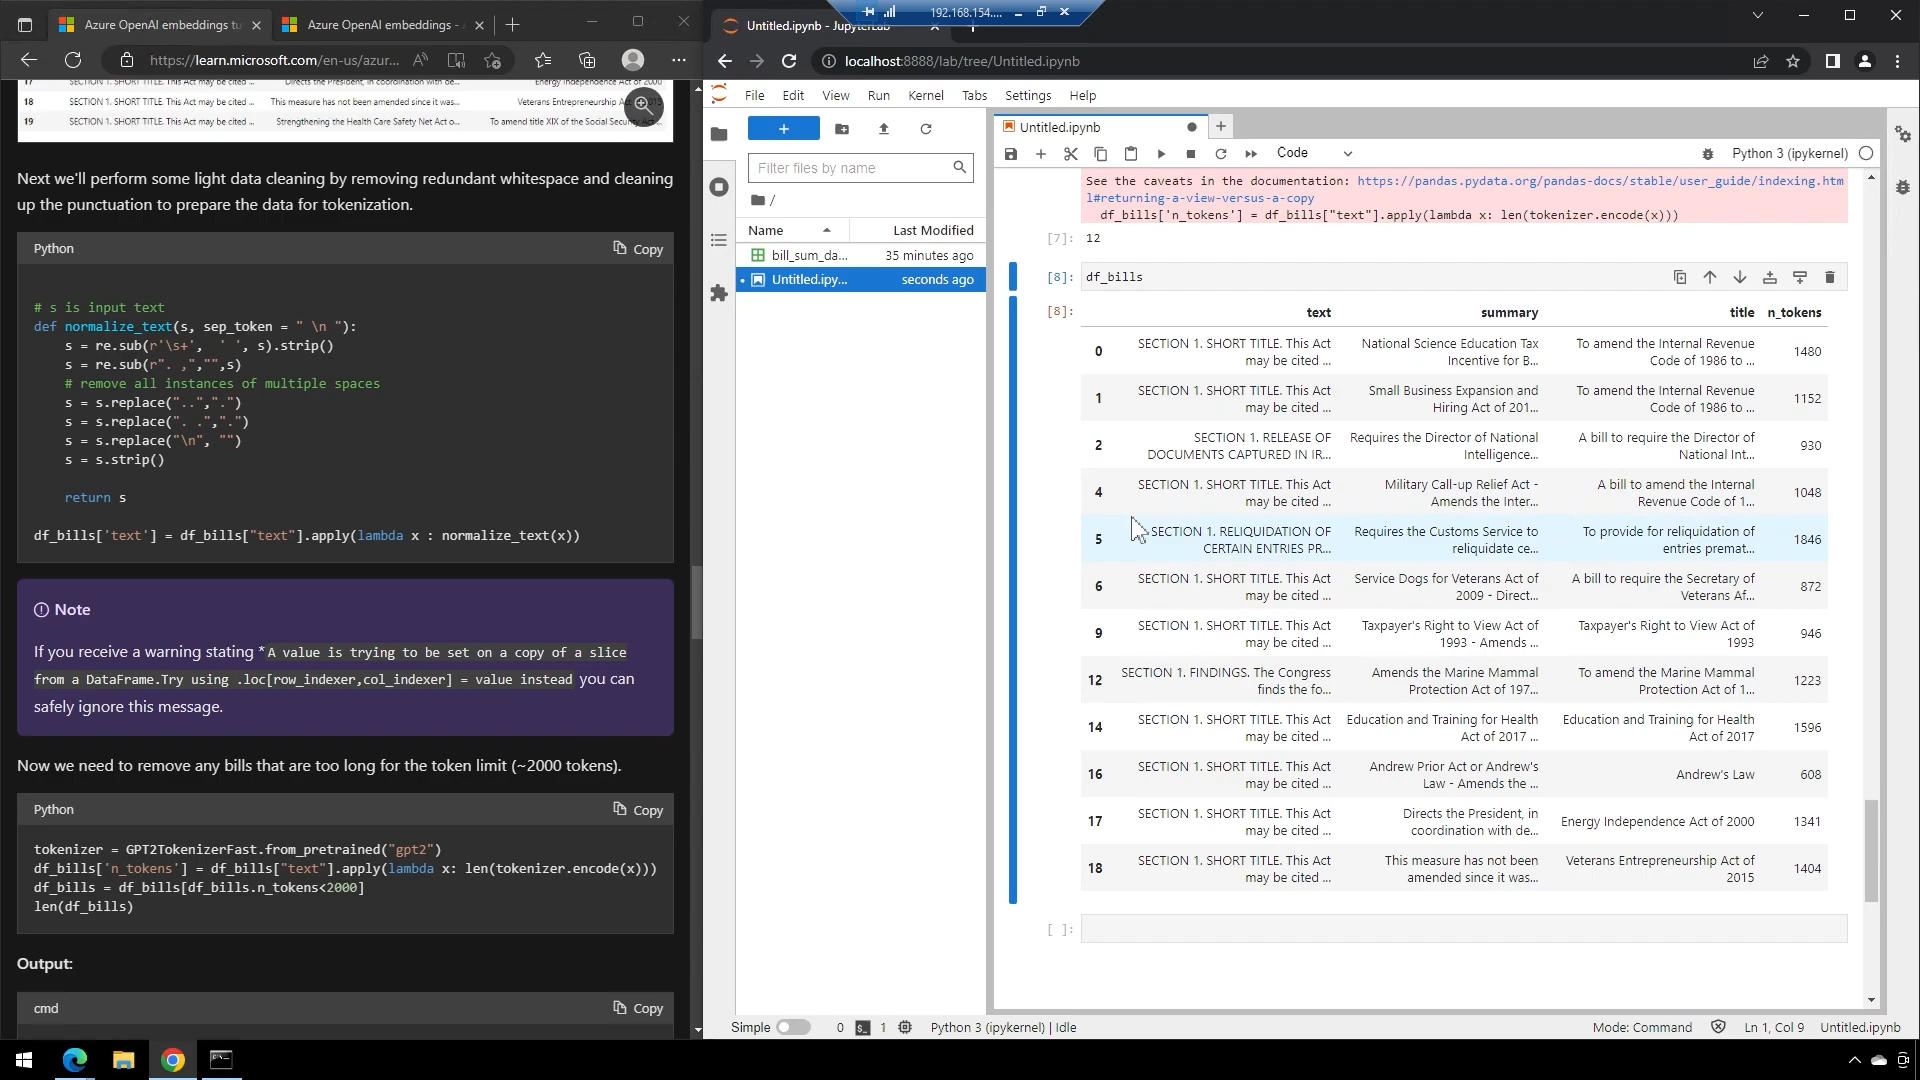 Azure OpenAI embeddings tu
Azure OpenAI embeddings -
https://learn.microsoft.com/en-us/azur...
17 SECTION 1. SHORT TITLE. This Act may be cited ... Directs the President, in coordination with de... Energy Independence Act of 2000
18 SECTION 1. SHORT TITLE. This Act may be cited ... This measure has not been amended since it was... Veterans Entrepreneurship
19 SECTION 1. SHORT TITLE. This Act may be cited ... Strengthening the Health Care Safety Net Act o... To amend title XIX of the Social Security Act
Next we'll perform some light data cleaning by removing redundant whitespace and cleaning
up the punctuation to prepare the data for tokenization.
Python
Copy
# s is input text
def normalize_text(s, sep_token = " \n "):
s = re.sub(r'\s+', ' ', s).strip()
s = re.sub(r". ,","",s)
# remove all instances of multiple spaces
s = s.replace("..",".")
s = s.replace(". .",".")
s = s.replace("\n", "")
s = s.strip()
return s
df_bills['text'] = df_bills["text"].apply(lambda x : normalize_text(x))
Note
If you receive a warning stating *A value is trying to be set on a copy of a slice
from a DataFrame.Try using .loc[row_indexer,col_indexer] = value instead you can
safely ignore this message.
Now we need to remove any bills that are too long for the token limit (~2000 tokens).
Python
Copy
tokenizer = GPT2TokenizerFast.from_pretrained("gpt2")
df_bills['n_tokens'] = df_bills["text"].apply(lambda x: len(tokenizer.encode(x)))
df_bills = df_bills[df_bills.n_tokens<2000]
len(df_bills)
Output:
cmd
Copy
192.168.154....
Untitled.ipynb - JupyterLab
localhost:8888/lab/tree/Untitled.ipynb
File Edit View Run Kernel Tabs Settings Help
Filter files by name
/
Name Last Modified
bill_sum_da... 35 minutes ago
Untitled.ipy... seconds ago
Untitled.ipynb
Code
Python 3 (ipykernel)
See the caveats in the documentation: https://pandas.pydata.org/pandas-docs/stable/user_guide/indexing.htm
l#returning-a-view-versus-a-copy
df_bills['n_tokens'] = df_bills["text"].apply(lambda x: len(tokenizer.encode(x)))
[7]: 12
[8]: df_bills
[8]: text summary title n_tokens
0 SECTION 1. SHORT TITLE. This Act National Science Education Tax To amend the Internal Revenue 1480
may be cited ... Incentive for B... Code of 1986 to ...
1 SECTION 1. SHORT TITLE. This Act Small Business Expansion and To amend the Internal Revenue 1152
may be cited ... Hiring Act of 201... Code of 1986 to ...
2 SECTION 1. RELEASE OF Requires the Director of National A bill to require the Director of 930
DOCUMENTS CAPTURED IN IR... Intelligence... National Int...
4 SECTION 1. SHORT TITLE. This Act Military Call-up Relief Act - A bill to amend the Internal 1048
may be cited ... Amends the Inter... Revenue Code of 1...
5 SECTION 1. RELIQUIDATION OF Requires the Customs Service to To provide for reliquidation of 1846
CERTAIN ENTRIES PR... reliquidate ce... entries premat...
6 SECTION 1. SHORT TITLE. This Act Service Dogs for Veterans Act of A bill to require the Secretary of 872
may be cited ... 2009 - Direct... Veterans Af...
9 SECTION 1. SHORT TITLE. This Act Taxpayer's Right to View Act of Taxpayer's Right to View Act of 946
may be cited ... 1993 - Amends ... 1993
12 SECTION 1. FINDINGS. The Congress Amends the Marine Mammal To amend the Marine Mammal 1223
finds the fo... Protection Act of 197... Protection Act of 1...
14 SECTION 1. SHORT TITLE. This Act Education and Training for Health Education and Training for Health 1596
may be cited ... Act of 2017 ... Act of 2017
16 SECTION 1. SHORT TITLE. This Act Andrew Prior Act or Andrew's Andrew's Law 608
may be cited ... Law - Amends the ...
17 SECTION 1. SHORT TITLE. This Act Directs the President, in Energy Independence Act of 2000 1341
may be cited ... coordination with de...
18 SECTION 1. SHORT TITLE. This Act This measure has not been Veterans Entrepreneurship Act of 1404
may be cited ... amended since it was... 2015
[ ]:
Simple 0 1 Python 3 (ipykernel) | Idle
Mode: Command Ln 1, Col 9 Untitled.ipynb